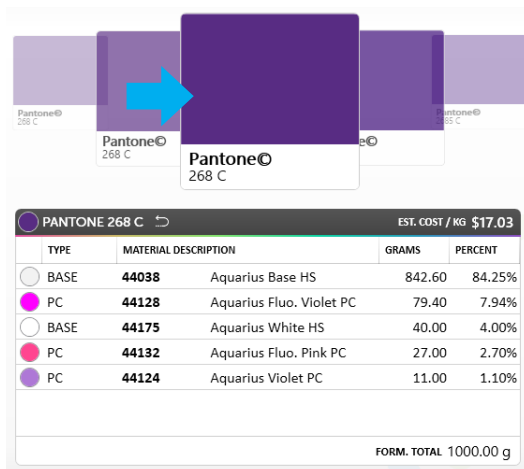 Pantone©
268 C
Pantone©
268 C
Pantone©
268 C
©
Pantone©
C
PANTONE 268 C EST. COST / KG $17.03
TYPE MATERIAL DESCRIPTION GRAMS PERCENT
BASE 44038 Aquarius Base HS 842.60 84.25%
PC 44128 Aquarius Fluo. Violet PC 79.40 7.94%
BASE 44175 Aquarius White HS 40.00 4.00%
PC 44132 Aquarius Fluo. Pink PC 27.00 2.70%
PC 44124 Aquarius Violet PC 11.00 1.10%
FORM. TOTAL 1000.00 g